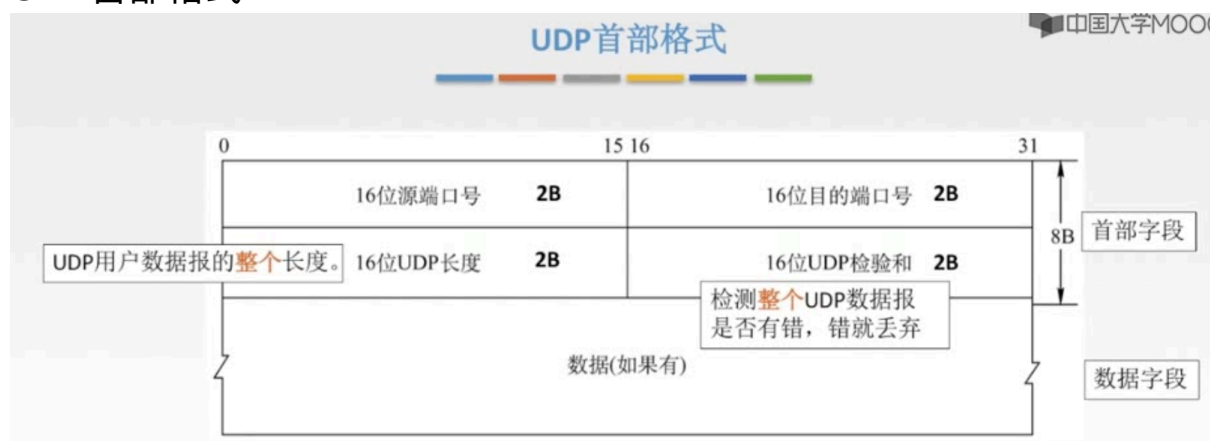 UDP首部格式
中国大学MOOC
0 15 16 31
16位源端口号 2B 16位目的端口号 2B
8B 首部字段
UDP用户数据报的整个长度。 16位UDP长度 2B 16位UDP检验和 2B
检测整个UDP数据报
是否有错，错就丢弃
数据(如果有)
数据字段